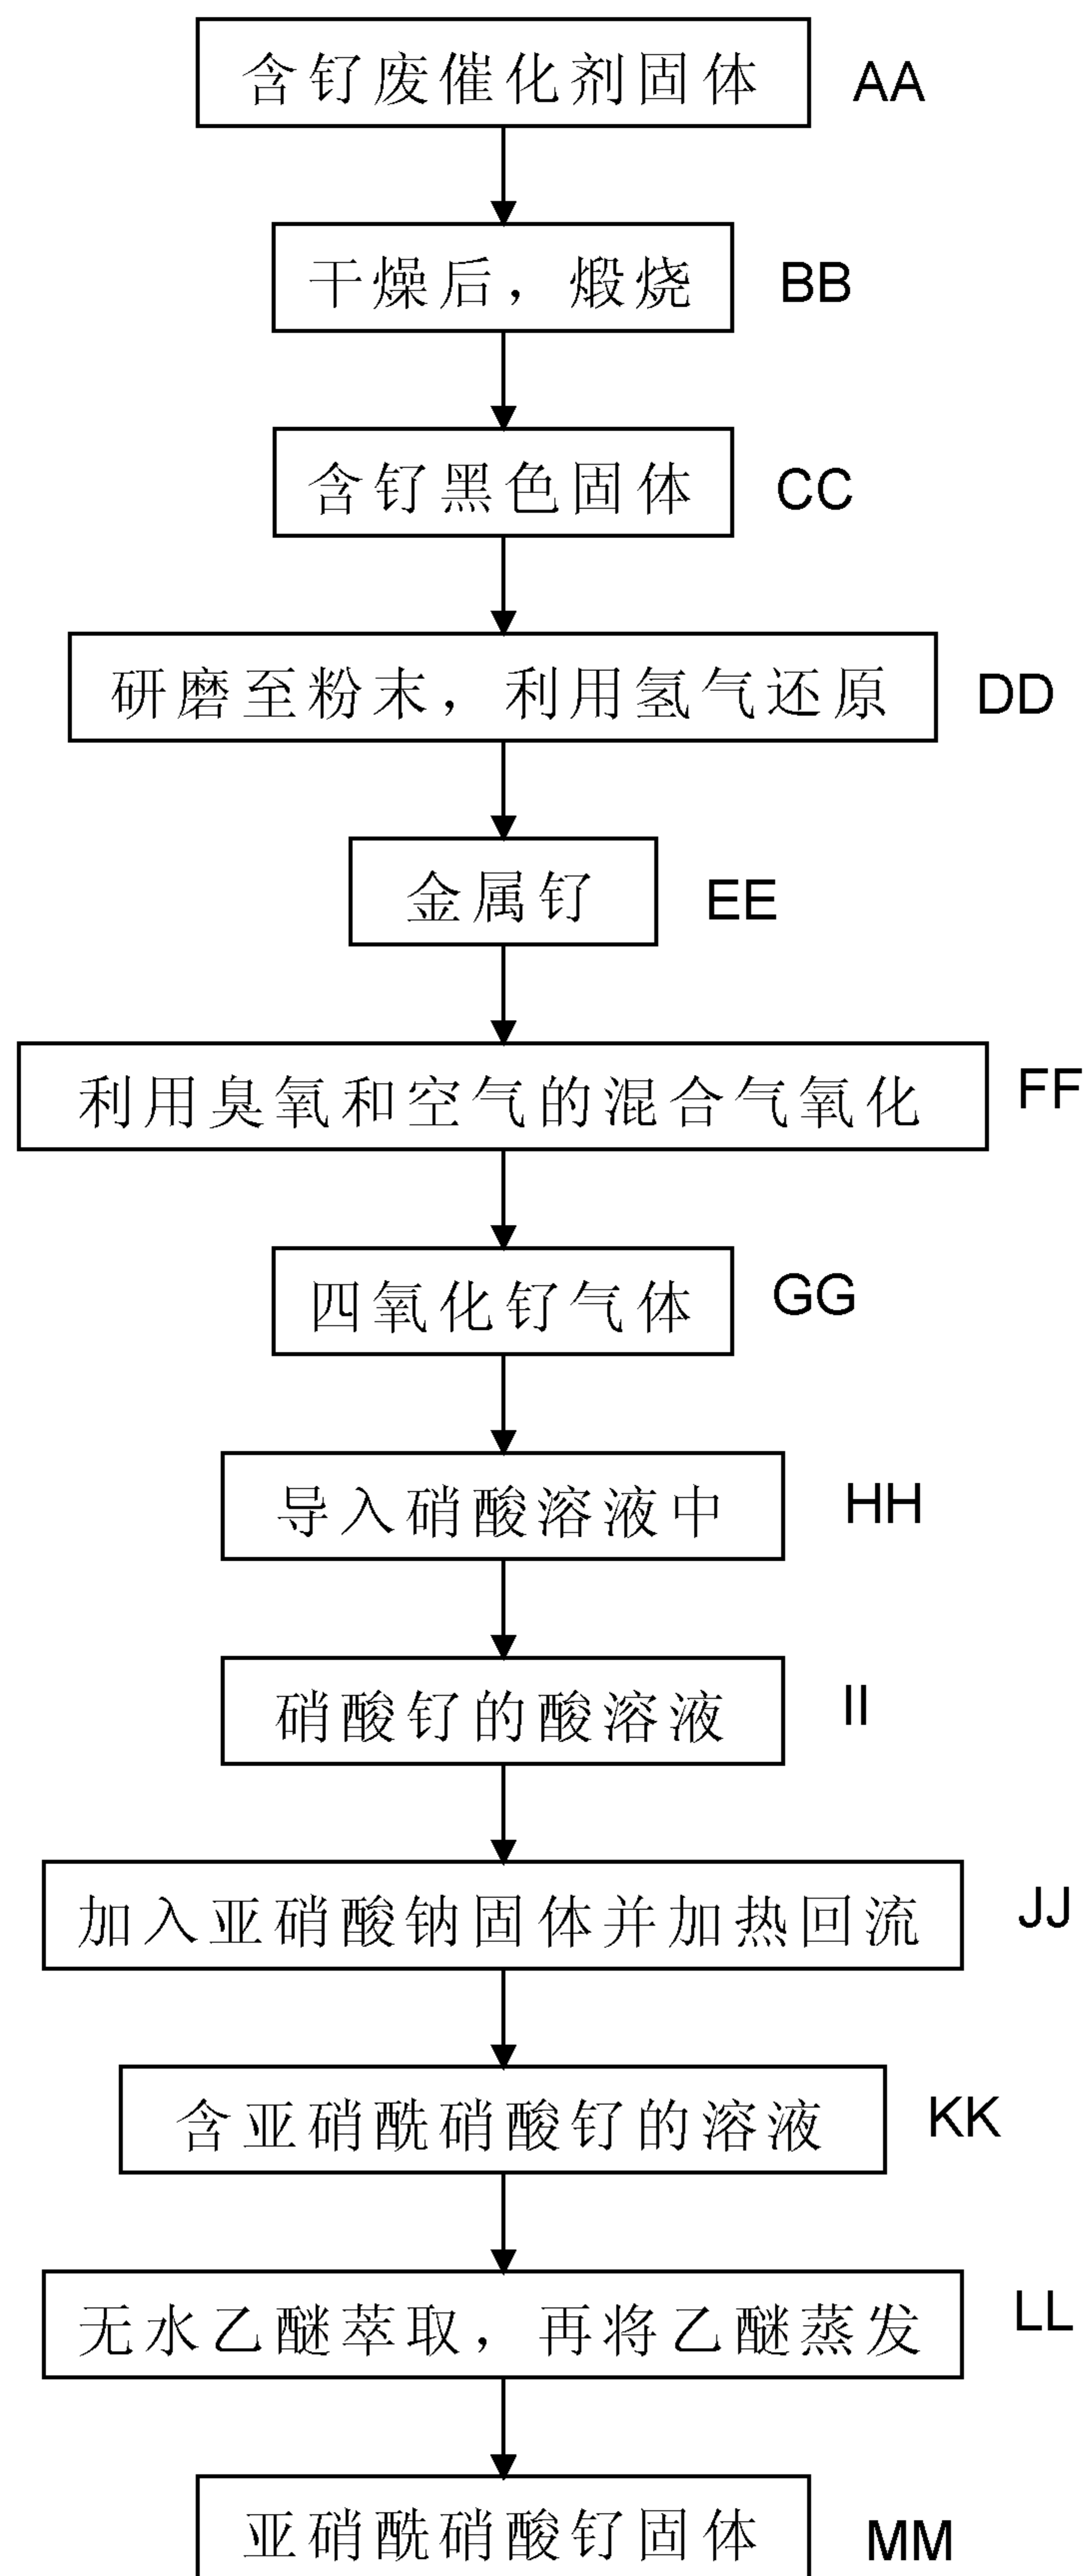 含钌废催化剂固体 AA
干燥后，煅烧 BB
含钌黑色固体 CC
研磨至粉末，利用氢气还原 DD
金属钌 EE
利用臭氧和空气的混合气氧化 FF
四氧化钌气体 GG
导入硝酸溶液中 HH
硝酸钌的酸溶液 II
加入亚硝酸钠固体并加热回流 JJ
含亚硝酰硝酸钌的溶液 KK
无水乙醚萃取，再将乙醚蒸发 LL
亚硝酰硝酸钌固体 MM